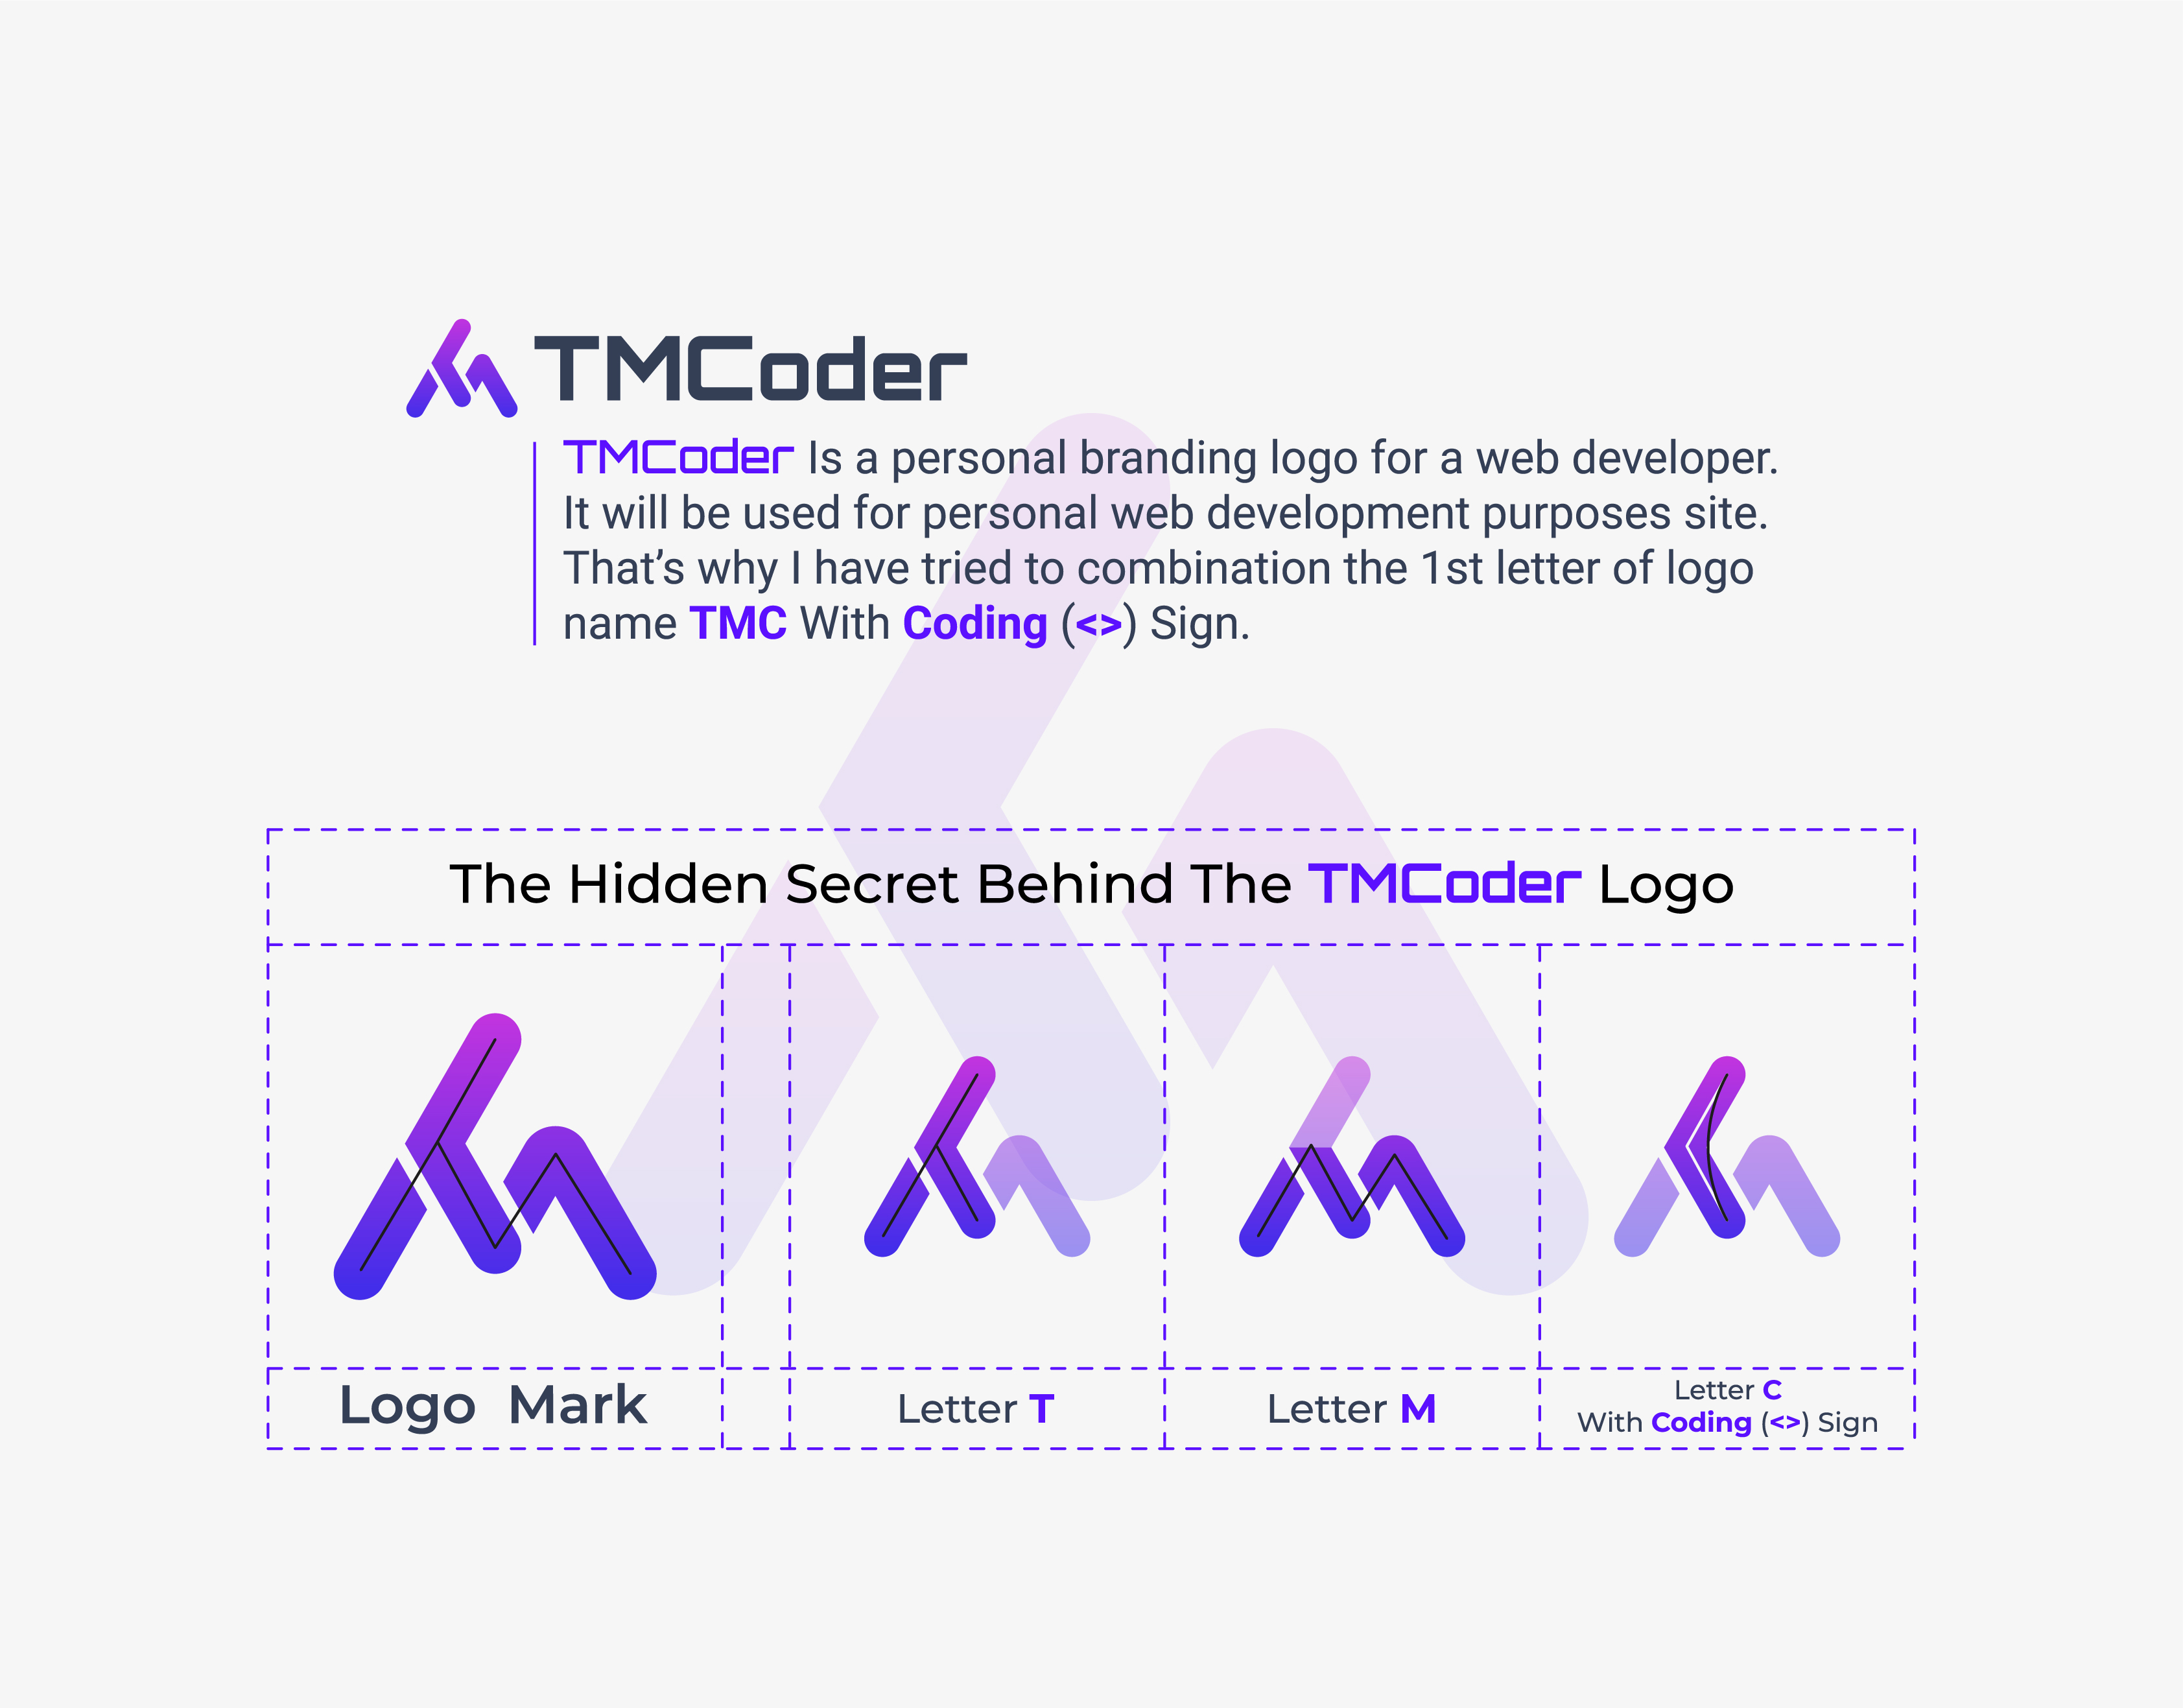 TMCoder
TMCoder Is a personal branding logo for a web developer.
It will be used for personal web development purposes site.
That’s why I have tried to combination the 1st letter of logo
name TMC With Coding (<>) Sign.
The Hidden Secret Behind The TMCoder Logo
Logo Mark
Letter T
Letter M
Letter C
With Coding (<>) Sign